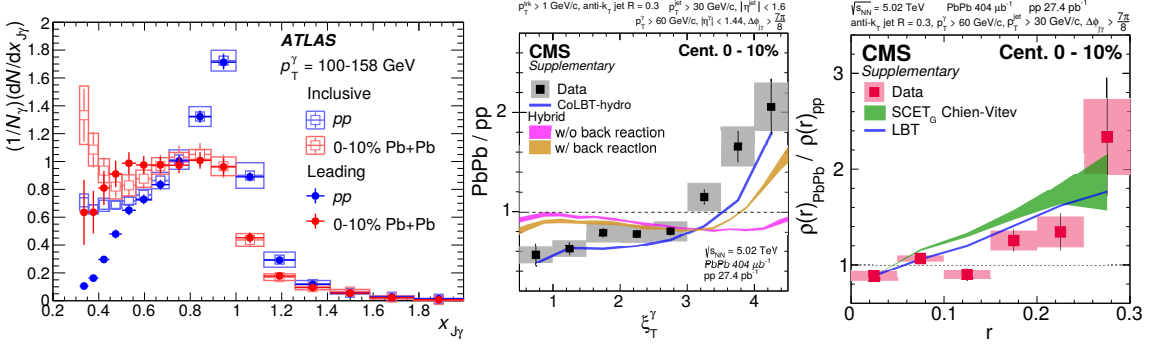 ATLAS
p_T^γ = 100-158 GeV
Inclusive
pp
0-10% Pb+Pb
Leading
pp
0-10% Pb+Pb
(1/N_γ)(dN/dx_Jγ)
2
1.8
1.6
1.4
1.2
1
0.8
0.6
0.4
0.2
0
0.2 0.4 0.6 0.8 1 1.2 1.4 1.6 1.8 2
x_Jγ
p_T^trk > 1 GeV/c, anti-k_T jet R = 0.3 p_T^jet > 30 GeV/c, |η^jet| < 1.6
p_T^γ > 60 GeV/c, |η^γ| < 1.44, Δφ_jγ > 7π/8
CMS Cent. 0 - 10%
Supplementary
Data
CoLBT-hydro
Hybrid
w/o back reaction
w/ back reaction
PbPb / pp
2
1
√s_NN = 5.02 TeV
PbPb 404 μb⁻¹
pp 27.4 pb⁻¹
1 2 3 4
ξ_T^γ
√s_NN = 5.02 TeV PbPb 404 μb⁻¹ pp 27.4 pb⁻¹
anti-k_T jet R = 0.3, p_T^γ > 60 GeV/c, p_T^jet > 30 GeV/c, Δφ_jγ > 7π/8
CMS Cent. 0 - 10%
Supplementary
Data
SCET_G Chien-Vitev
LBT
ρ(r)_PbPb / ρ(r)_pp
3
2
1
0 0.1 0.2 0.3
r